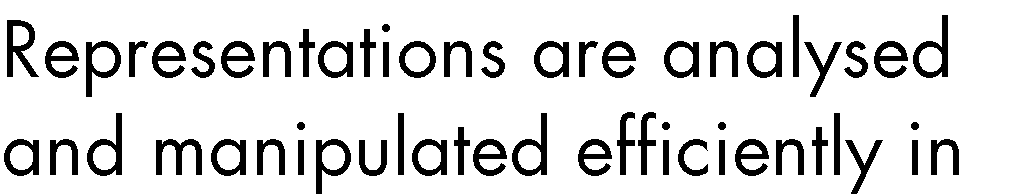 Representations are analysed
and manipulated efficiently in